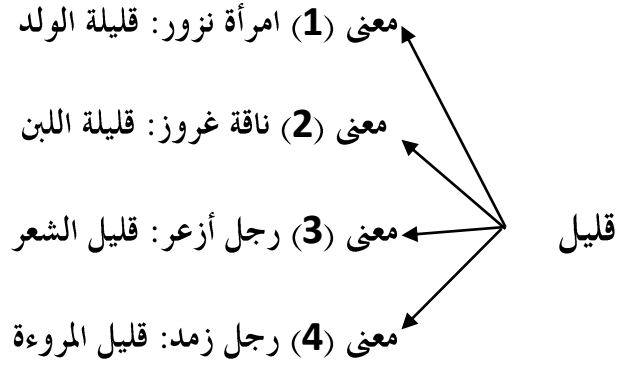 معنى (1) امرأة نزور: قليلة الولد
معنى (2) ناقة غروز: قليلة اللبن
قليل
معنى (3) رجل أزعر: قليل الشعر
معنى (4) رجل زمد: قليل المروءة